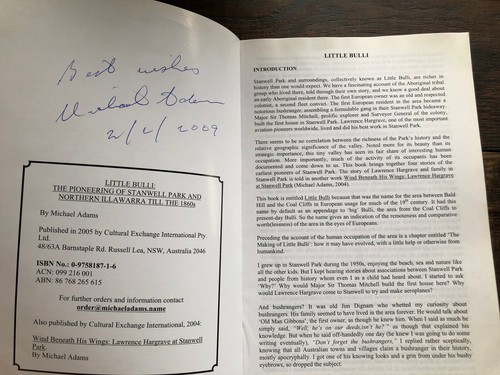 Best wishes
Michael Adams
2/2/2009
LITTLE BULLI:
THE PIONEERING OF STANWELL PARK AND
NORTHERN ILLAWARRA TILL THE 1860s
By Michael Adams
Published in 2005 by Cultural Exchange International Pty.
Ltd.
48/63A Barnstaple Rd. Russell Lea, NSW, Australia 2046
ISBN No.: 0-9758187-1-6
ACN: 099 216 001
ABN: 86 768 265 615
For further orders and information contact
order@michaeladams.name
Also published by Cultural Exchange International, 2004:
Wind Beneath His Wings: Lawrence Hargrave at Stanwell
Park.
By Michael Adams
LITTLE BULLI
INTRODUCTION
Stanwell Park and surroundings, collectively known as Little Bulli, are richer in
history than one would expect. We have a fascinating account of the Aboriginal tribal
group who lived there, told through their own story, and we know a good deal about
an early Aboriginal resident there. The first European owner was an old and respected
colonist, a second fleet convict. The first European resident in the area became a
notorious bushranger, assembling a formidable gang in their Stanwell Park hideaway.
Major Sir Thomas Mitchell, prolific explorer and Surveyor General of the colony,
built the first house in Stanwell Park. Lawrence Hargrave, one of the most important
aviation pioneers worldwide, lived and did his best work in Stanwell Park.
There seems to be no correlation between the richness of the Park's history and the
relative geographic significance of the valley. Noted more for its beauty than its
strategic importance, this tiny valley has seen its fair share of interesting human
occupation. More importantly, much of the activity of its occupants has been
documented and come down to us. This book brings together four stories of the
earliest pioneers of Stanwell Park. The story of Lawrence Hargrave and family in
Stanwell Park is told in another work Wind Beneath His Wings: Lawrence Hargrave
at Stanwell Park (Michael Adams, 2004).
This book is entitled Little Bulli because that was the name for the area between Bald
Hill and the Coal Cliffs in European usage for much of the 19th century. It had this
name by default as an appendage to 'big' Bulli, the area from the Coal Cliffs to
present-day Bulli. So the name gives an indication of the remoteness and comparative
worth(lessness) of the area in the eyes of Europeans.
Preceding the account of the human occupation of the area is a chapter entitled 'The
Making of Little Bulli': how it may have evolved, with a little help or otherwise from
humankind.
I grew up in Stanwell Park during the 1950s, enjoying the beach, sex and nature like
all the other kids. But I kept hearing stories about associations between Stanwell Park
and people from history whom even as a child had heard about. I started to ask
'Why?' Why would Major Sir Thomas Mitchell build the first house here? Why
would Lawrence Hargrave come to Stanwell to try and make aeroplanes?
And bushrangers? It was old Jim Dignam who whetted my curiosity about
bushrangers. His family seemed to have lived in the area forever. He would talk about
'Old Man Gibbons', the first owner, as though he knew him. When I said as much he
simply said, "Well, he's on our deeds, isn't he?" as though that explained his
knowledge. But when he said off-handedly one day (he knew I was going to do some
writing eventually), "Don't forget the bushrangers," I replied rather sceptically,
knowing that all Australian towns and villages claim a bushranger in their history,
mostly apocryphally. I got one of his knowing looks and a grin from under his bushy
eyebrows, so dropped the subject.